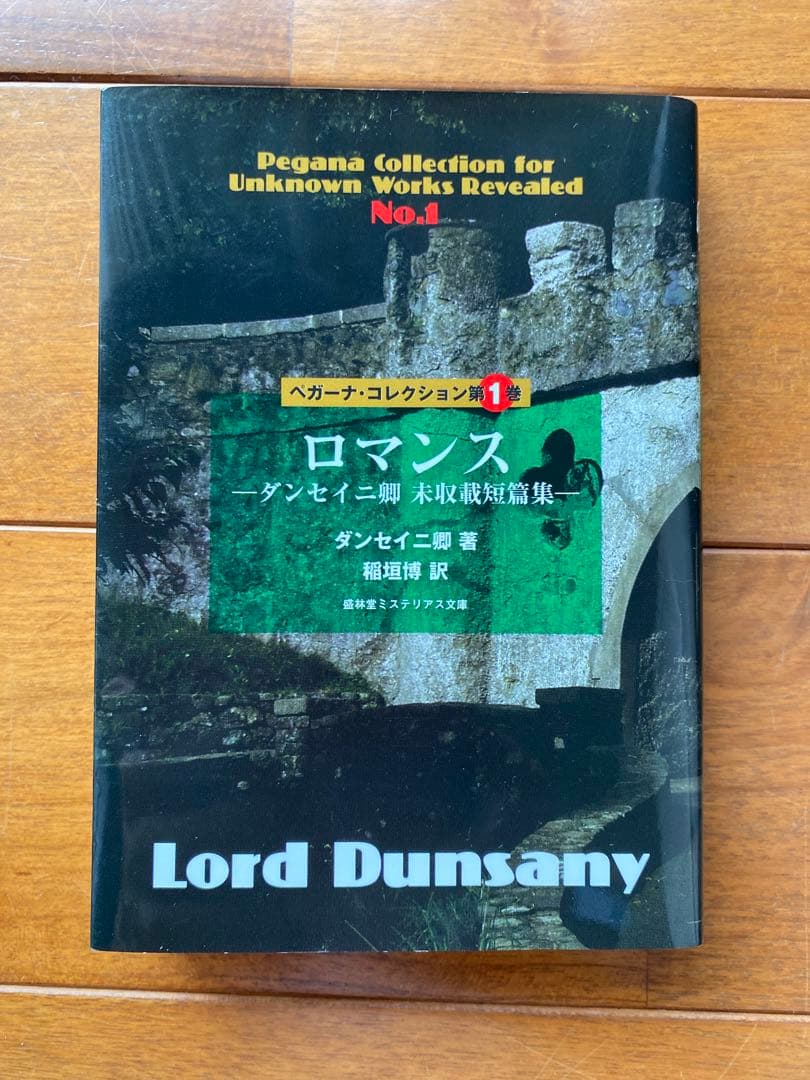 Pegana Collection for
Unknown Works Revealed
No.1
ペガーナ・コレクション第1巻
ロマンス
―ダンセイニ卿 未収載短篇集―
ダンセイニ卿 著
稲垣博 訳
盛林堂ミステリアス文庫
Lord Dunsany